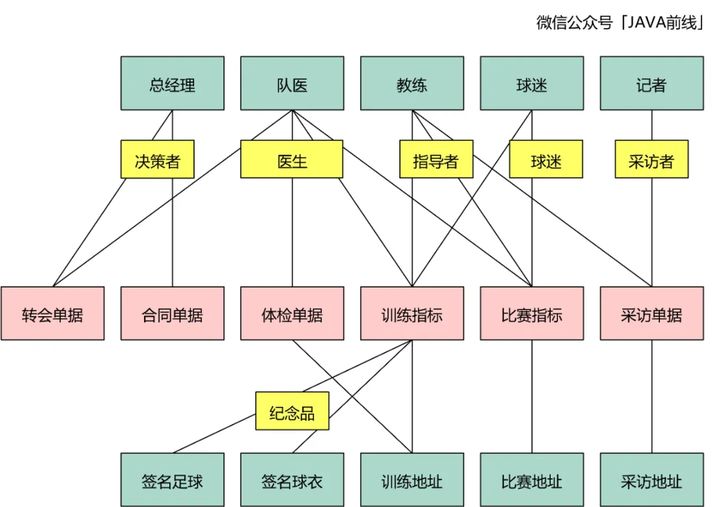 微信公众号「JAVA前线」
总经理
队医
教练
球迷
记者
决策者
医生
指导者
球迷
采访者
转会单据
合同单据
体检单据
训练指标
比赛指标
采访单据
纪念品
签名足球
签名球衣
训练地址
比赛地址
采访地址